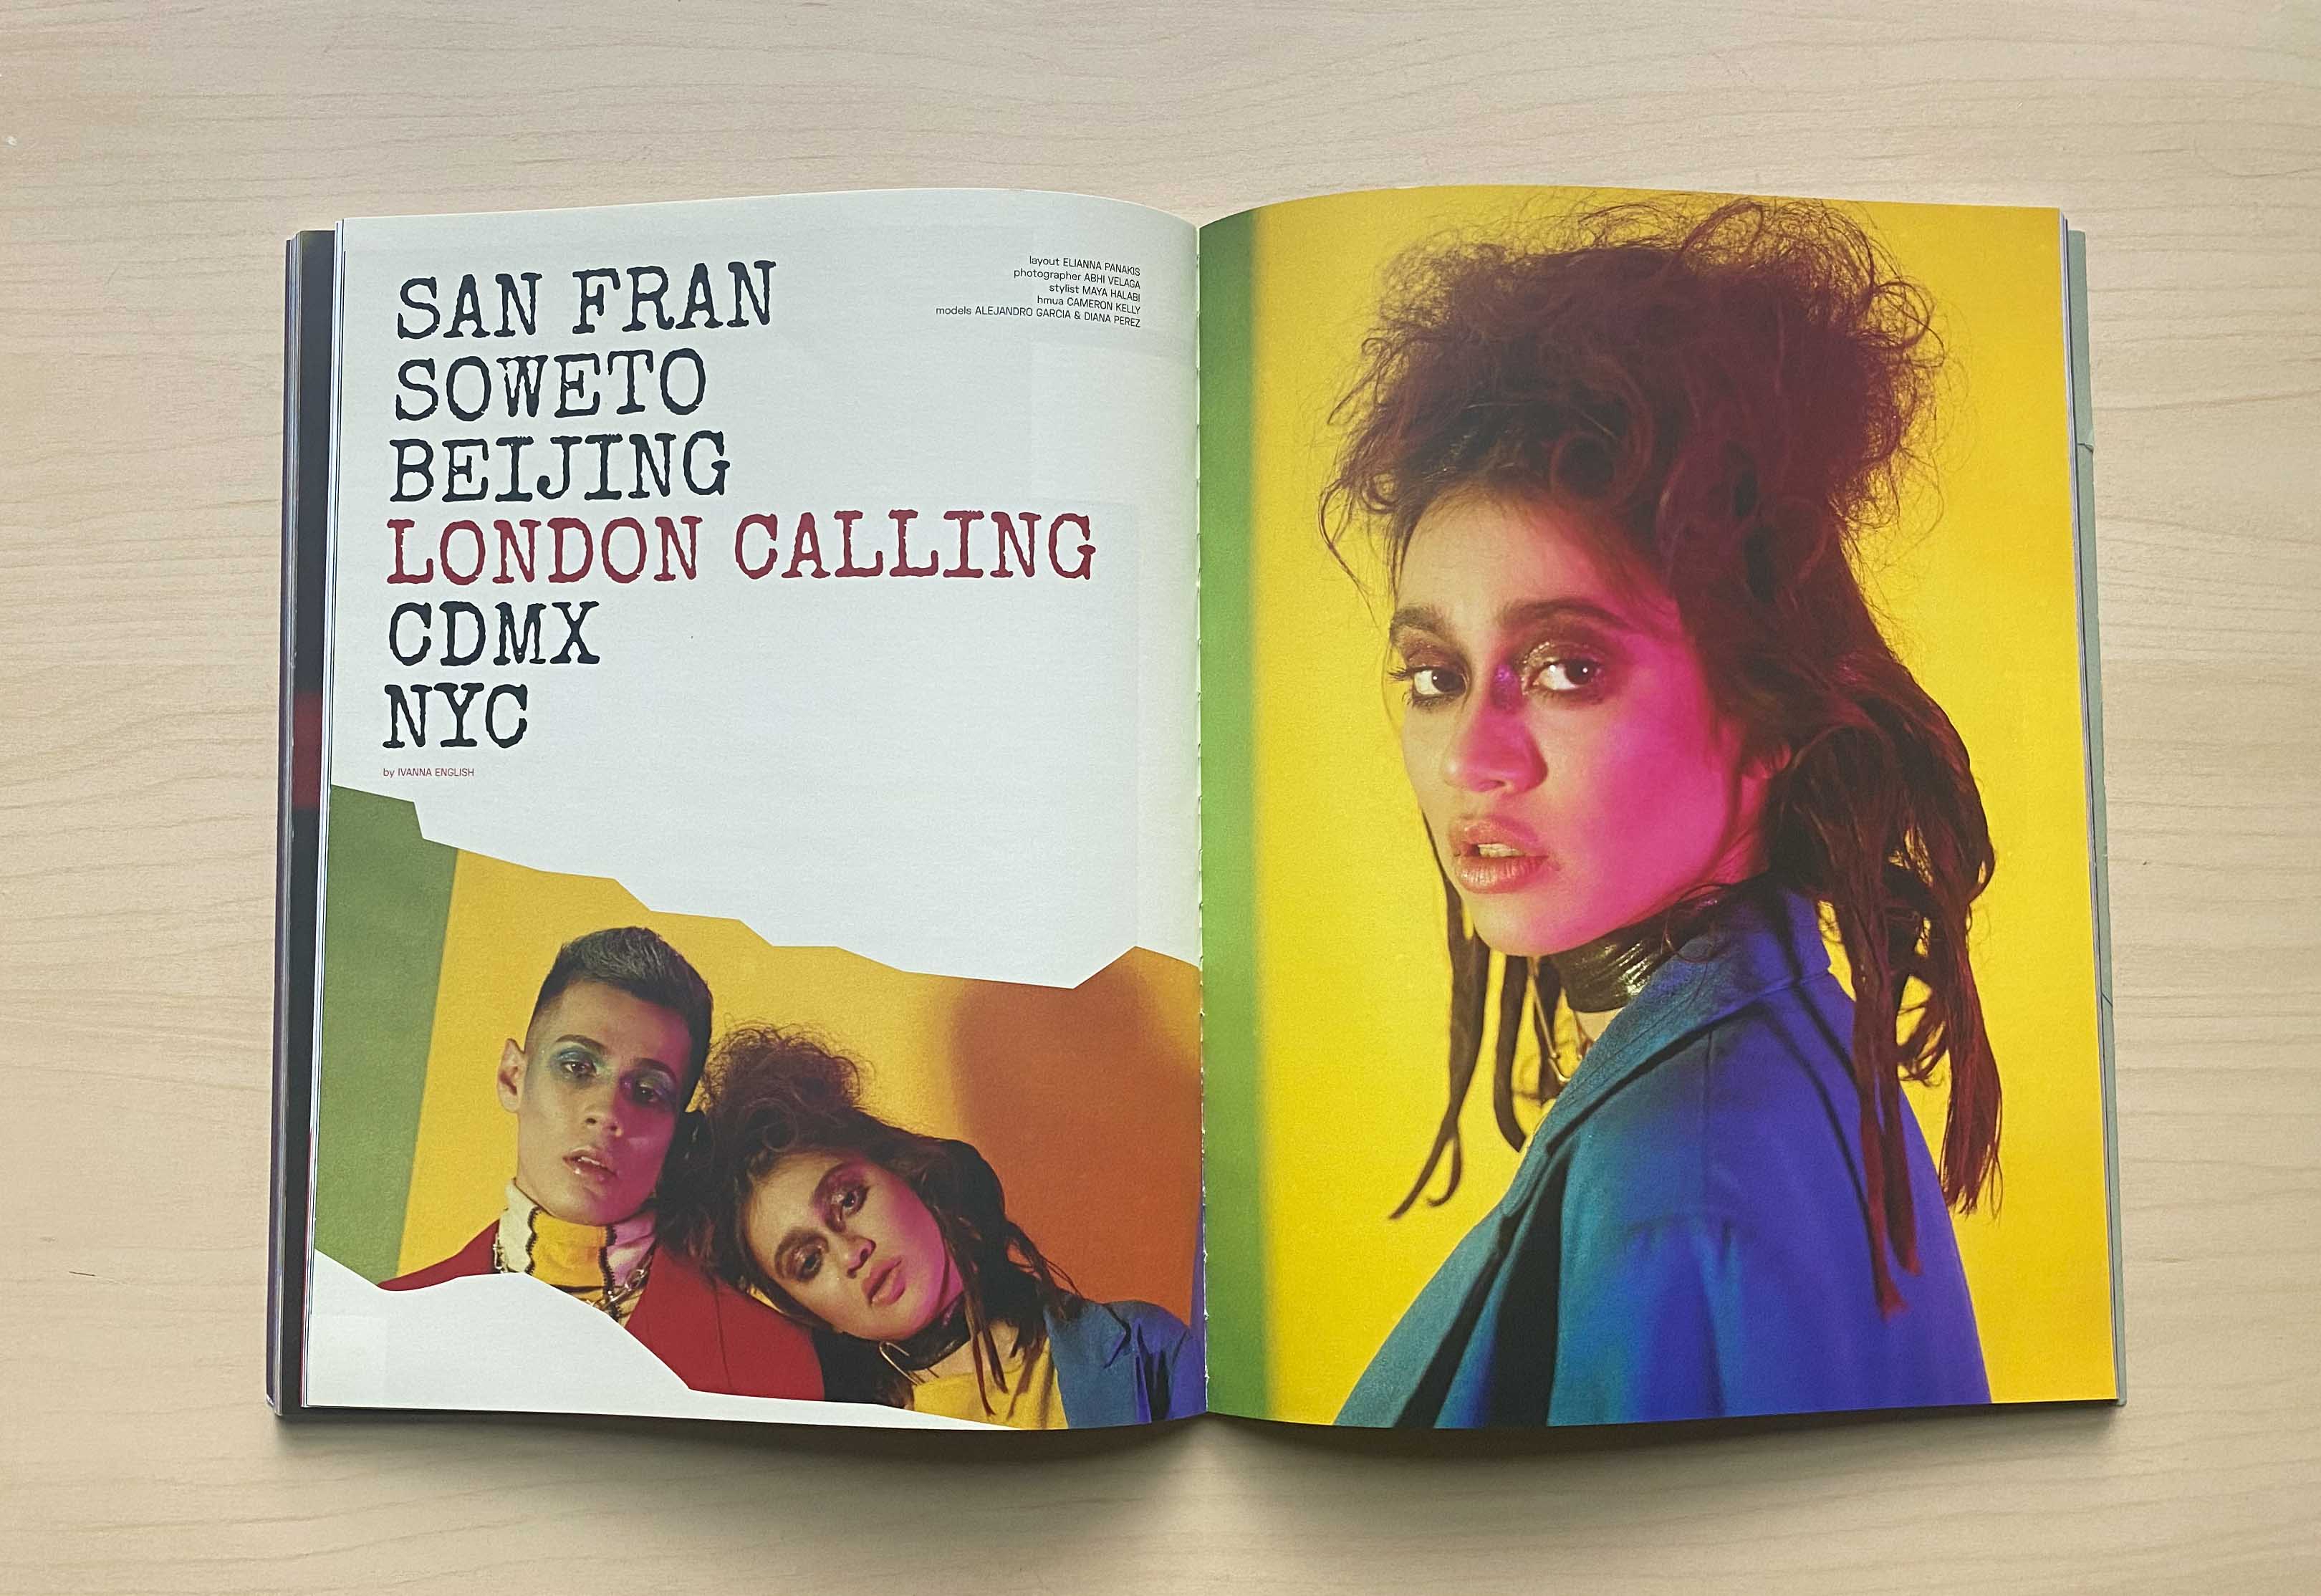 SAN FRAN
SOWETO
BEIJING
LONDON CALLING
CDMX
NYC
by IVANNA ENGLISH
layout ELIANNA PANAKIS
photographer ABHI VELAGA
stylist MAYA HALABI
hmua CAMERON KELLY
models ALEJANDRO GARCIA & DIANA PEREZ